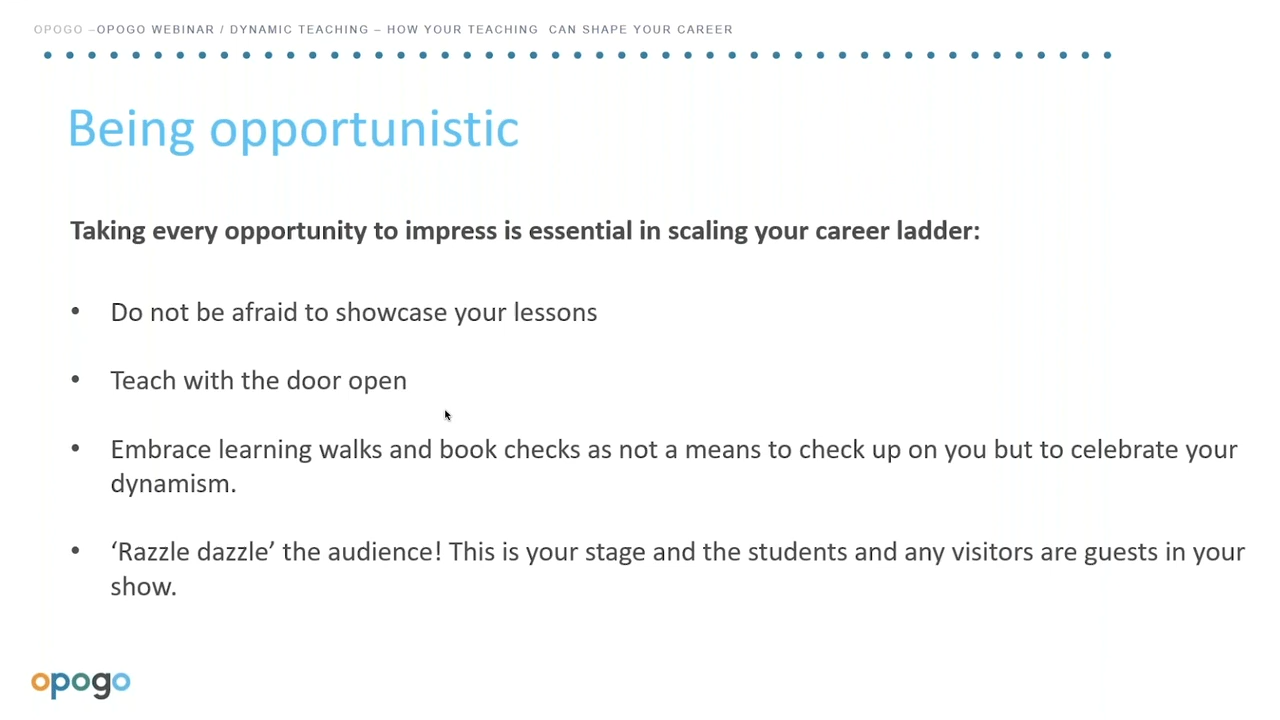 OPOGO –OPOGO WEBINAR / DYNAMIC TEACHING – HOW YOUR TEACHING CAN SHAPE YOUR CAREER
Being opportunistic
Taking every opportunity to impress is essential in scaling your career ladder:
• Do not be afraid to showcase your lessons
• Teach with the door open
• Embrace learning walks and book checks as not a means to check up on you but to celebrate your
dynamism.
• ‘Razzle dazzle’ the audience! This is your stage and the students and any visitors are guests in your
show.
opogo